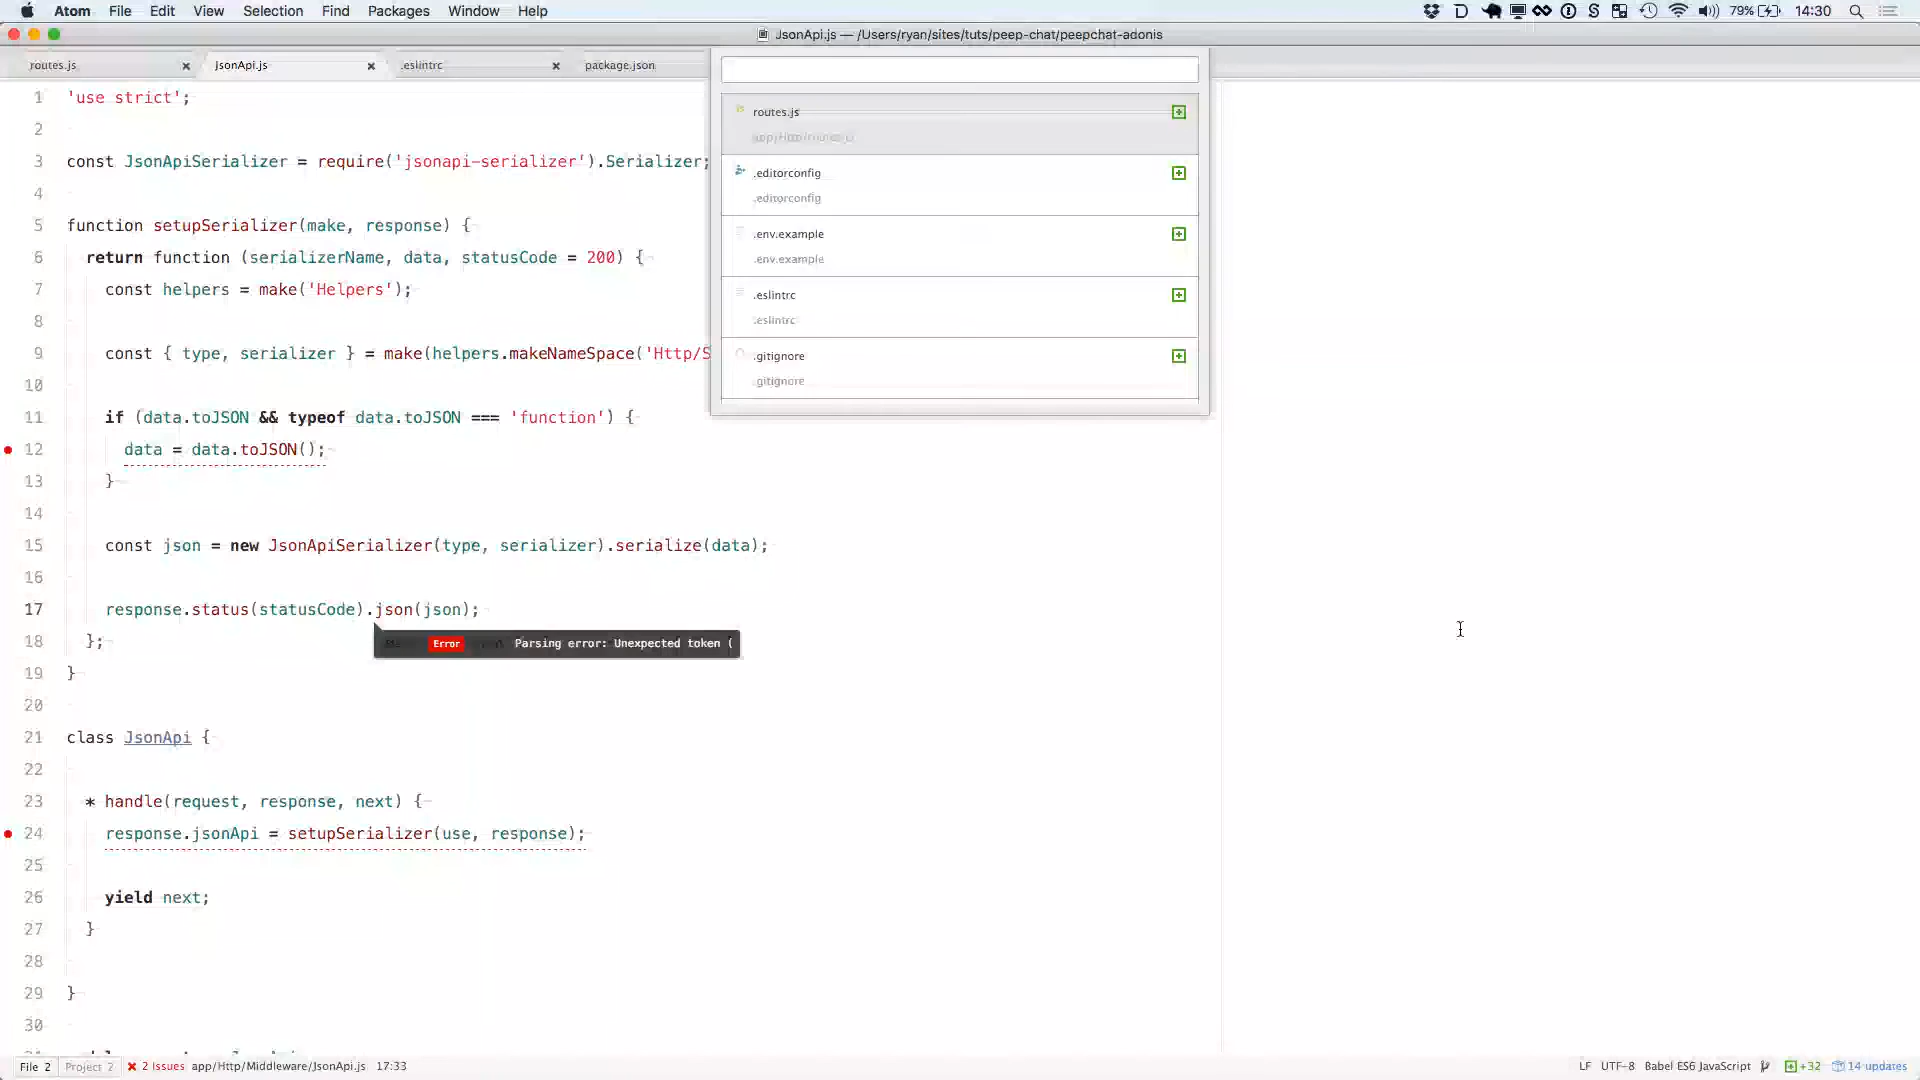 Atom File Edit View Selection Find Packages Window Help 79% 14:30
JsonApi.js — /Users/ryan/sites/tuts/peep-chat/peepchat-adonis
routes.js JsonApi.js .eslintrc package.json
1 'use strict';
2
3 const JsonApiSerializer = require('jsonapi-serializer').Serializer;
4
5 function setupSerializer(make, response) {
6 return function (serializerName, data, statusCode = 200) {
7 const helpers = make('Helpers');
8
9 const { type, serializer } = make(helpers.makeNameSpace('Http/S
10
11 if (data.toJSON && typeof data.toJSON === 'function') {
12 data = data.toJSON();
13 }
14
15 const json = new JsonApiSerializer(type, serializer).serialize(data);
16
17 response.status(statusCode).json(json);
Error Parsing error: Unexpected token (
18 };
19 }
20
21 class JsonApi {
22
23 * handle(request, response, next) {
24 response.jsonApi = setupSerializer(use, response);
25
26 yield next;
27 }
28
29 }
30
routes.js
app/Http/routes.js
.editorconfig
.editorconfig
.env.example
.env.example
.eslintrc
.eslintrc
.gitignore
.gitignore
File 2 Project 2 2 Issues app/Http/Middleware/JsonApi.js 17:33 LF UTF-8 Babel ES6 JavaScript +32 14 updates